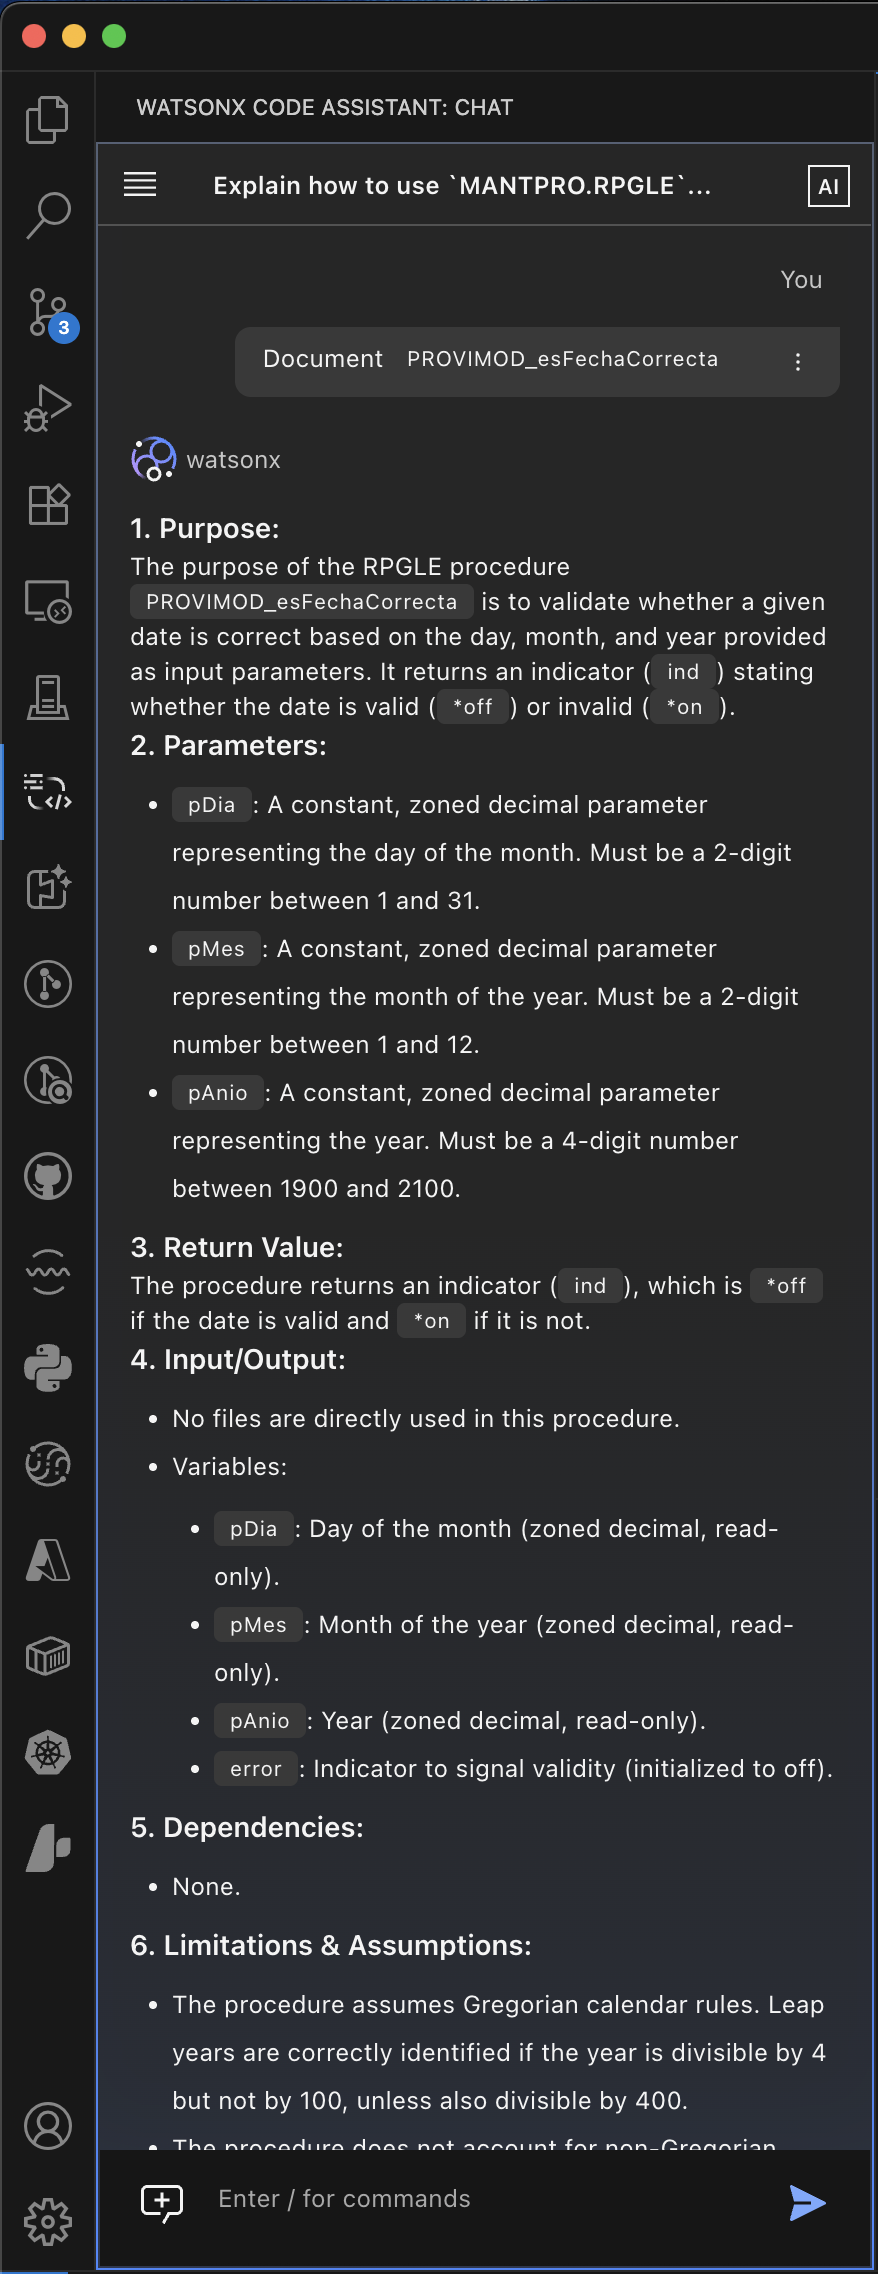 WATSONX CODE ASSISTANT: CHAT
Explain how to use `MANTPRO.RPGLE`...
AI
You
3
Document PROVIMOD_esFechaCorrecta
watsonx
1. Purpose:
The purpose of the RPGLE procedure
PROVIMOD_esFechaCorrecta is to validate whether a given
date is correct based on the day, month, and year provided
as input parameters. It returns an indicator ( ind ) stating
whether the date is valid ( *off ) or invalid ( *on ).
2. Parameters:
• pDia : A constant, zoned decimal parameter
representing the day of the month. Must be a 2-digit
number between 1 and 31.
• pMes : A constant, zoned decimal parameter
representing the month of the year. Must be a 2-digit
number between 1 and 12.
• pAnio : A constant, zoned decimal parameter
representing the year. Must be a 4-digit number
between 1900 and 2100.
3. Return Value:
The procedure returns an indicator ( ind ), which is *off
if the date is valid and *on if it is not.
4. Input/Output:
• No files are directly used in this procedure.
• Variables:
• pDia : Day of the month (zoned decimal, read-
only).
• pMes : Month of the year (zoned decimal, read-
only).
• pAnio : Year (zoned decimal, read-only).
• error : Indicator to signal validity (initialized to off).
5. Dependencies:
• None.
6. Limitations & Assumptions:
• The procedure assumes Gregorian calendar rules. Leap
years are correctly identified if the year is divisible by 4
but not by 100, unless also divisible by 400.
• The procedure does not account for non-Gregorian
Enter / for commands